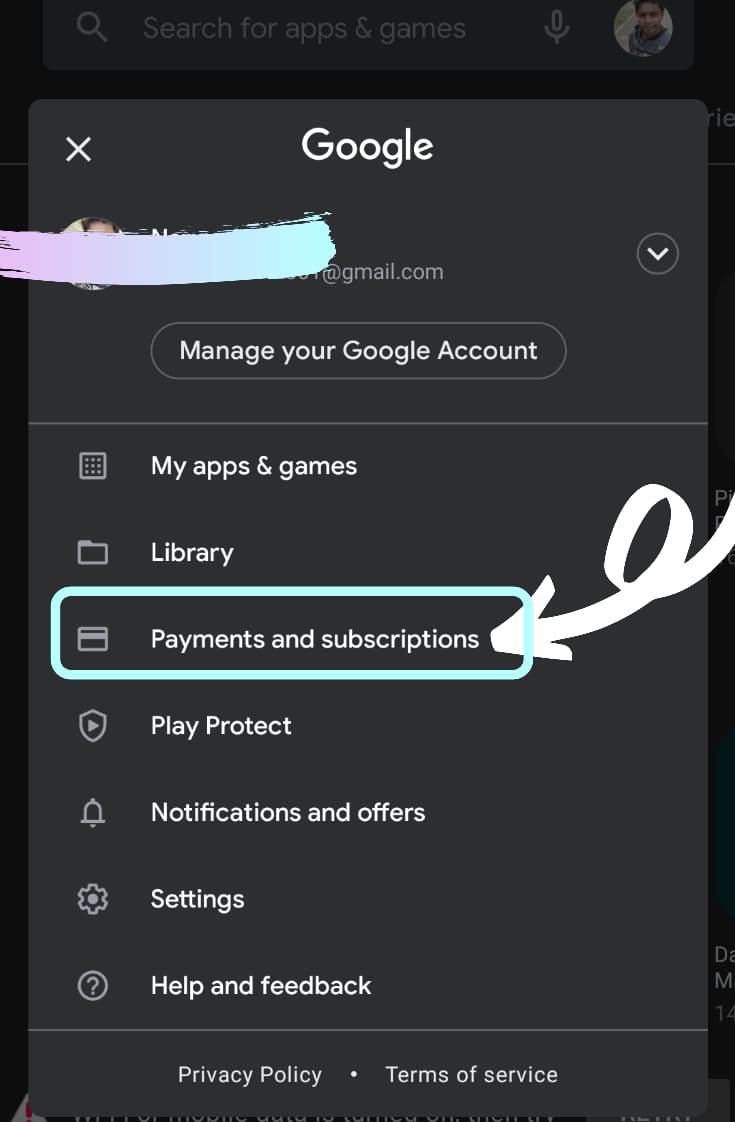 Search for apps & games
Google
@gmail.com
Manage your Google Account
My apps & games
Library
Payments and subscriptions
Play Protect
Notifications and offers
Settings
Help and feedback
Privacy Policy • Terms of service